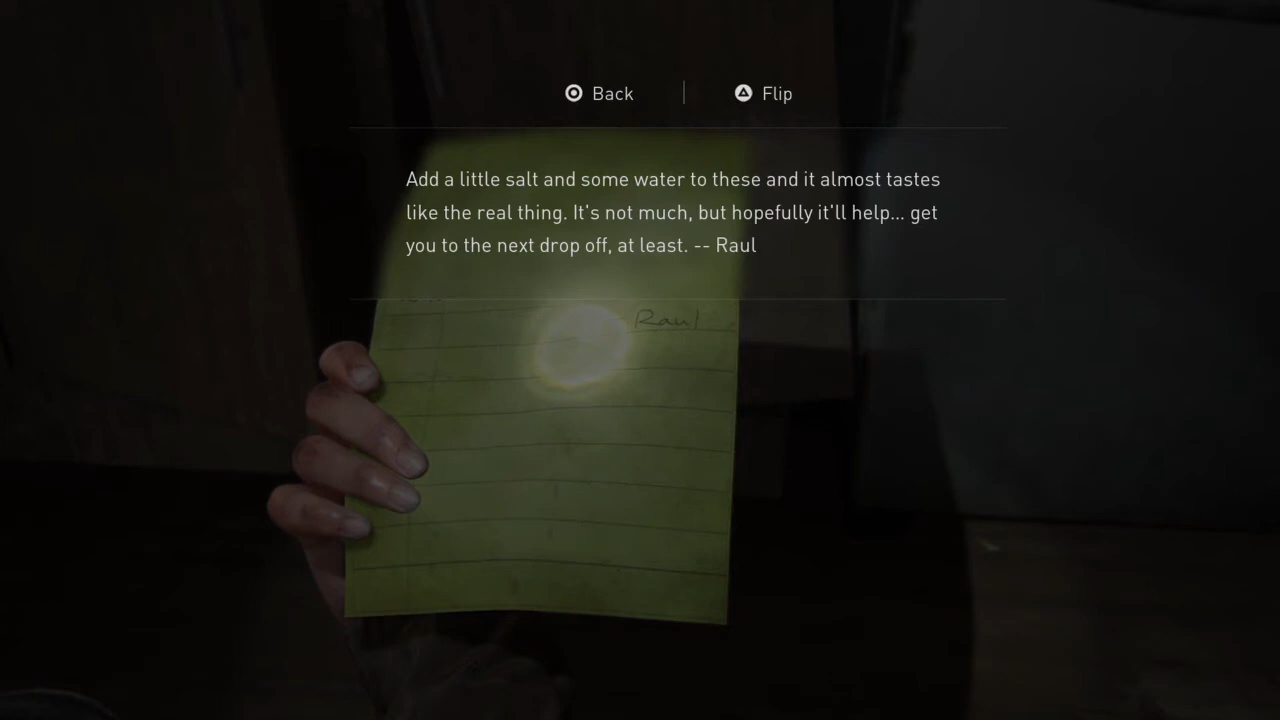 Back
Flip
Add a little salt and some water to these and it almost tastes
like the real thing. It's not much, but hopefully it'll help... get
you to the next drop off, at least. -- Raul
Raul